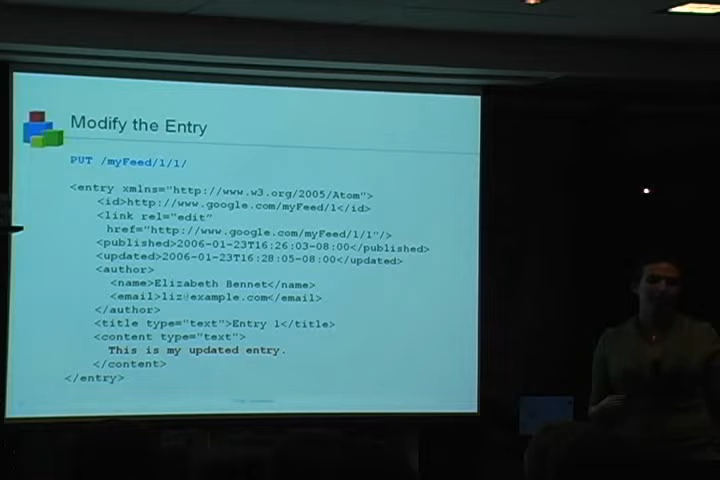 Modify the Entry
PUT /myFeed/1/1/
<entry xmlns="http://www.w3.org/2005/Atom">
<id>http://www.google.com/myFeed/1</id>
<link rel="edit"
href="http://www.google.com/myFeed/1/1"/>
<published>2006-01-23T16:26:03-08:00</published>
<updated>2006-01-23T16:28:05-08:00</updated>
<author>
<name>Elizabeth Bennet</name>
<email>liz@example.com</email>
</author>
<title type="text">Entry 1</title>
<content type="text">
This is my updated entry.
</content>
</entry>